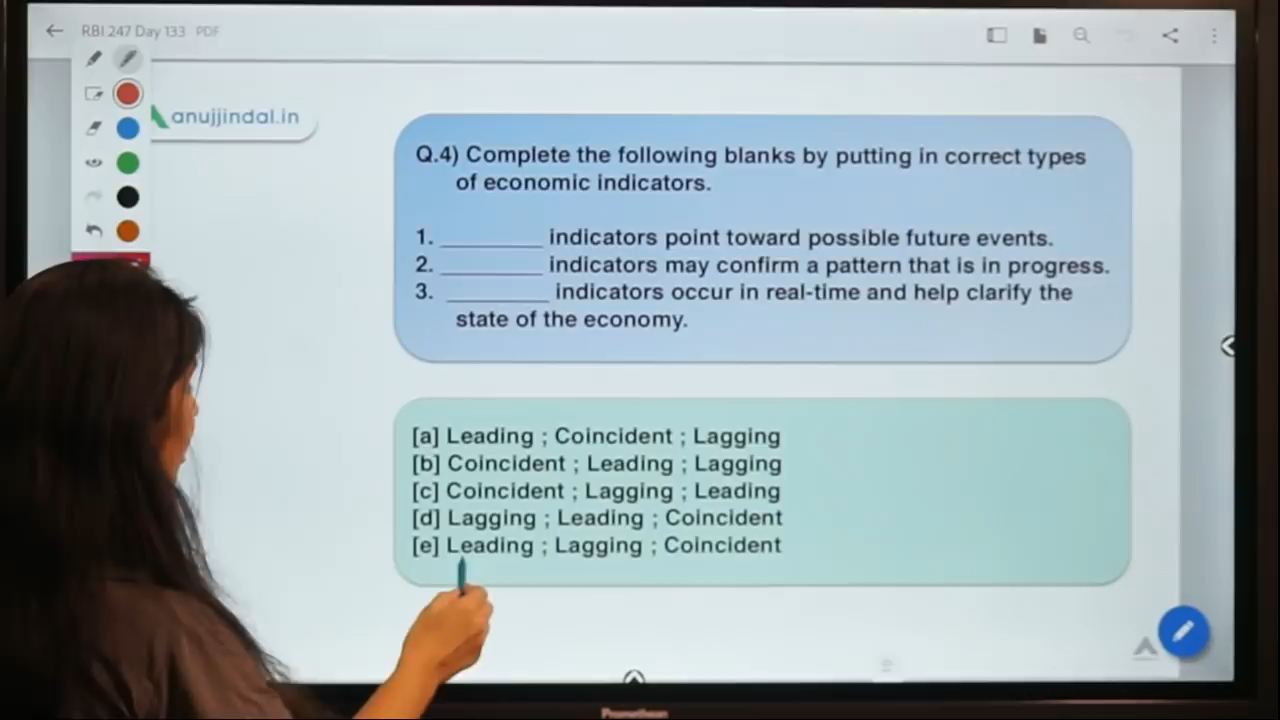 RBI 247 Day 133 PDF
anujjindal.in
Q.4) Complete the following blanks by putting in correct types
of economic indicators.
1. _________ indicators point toward possible future events.
2. _________ indicators may confirm a pattern that is in progress.
3. _________ indicators occur in real-time and help clarify the
state of the economy.
[a] Leading ; Coincident ; Lagging
[b] Coincident ; Leading ; Lagging
[c] Coincident ; Lagging ; Leading
[d] Lagging ; Leading ; Coincident
[e] Leading ; Lagging ; Coincident
Promethean